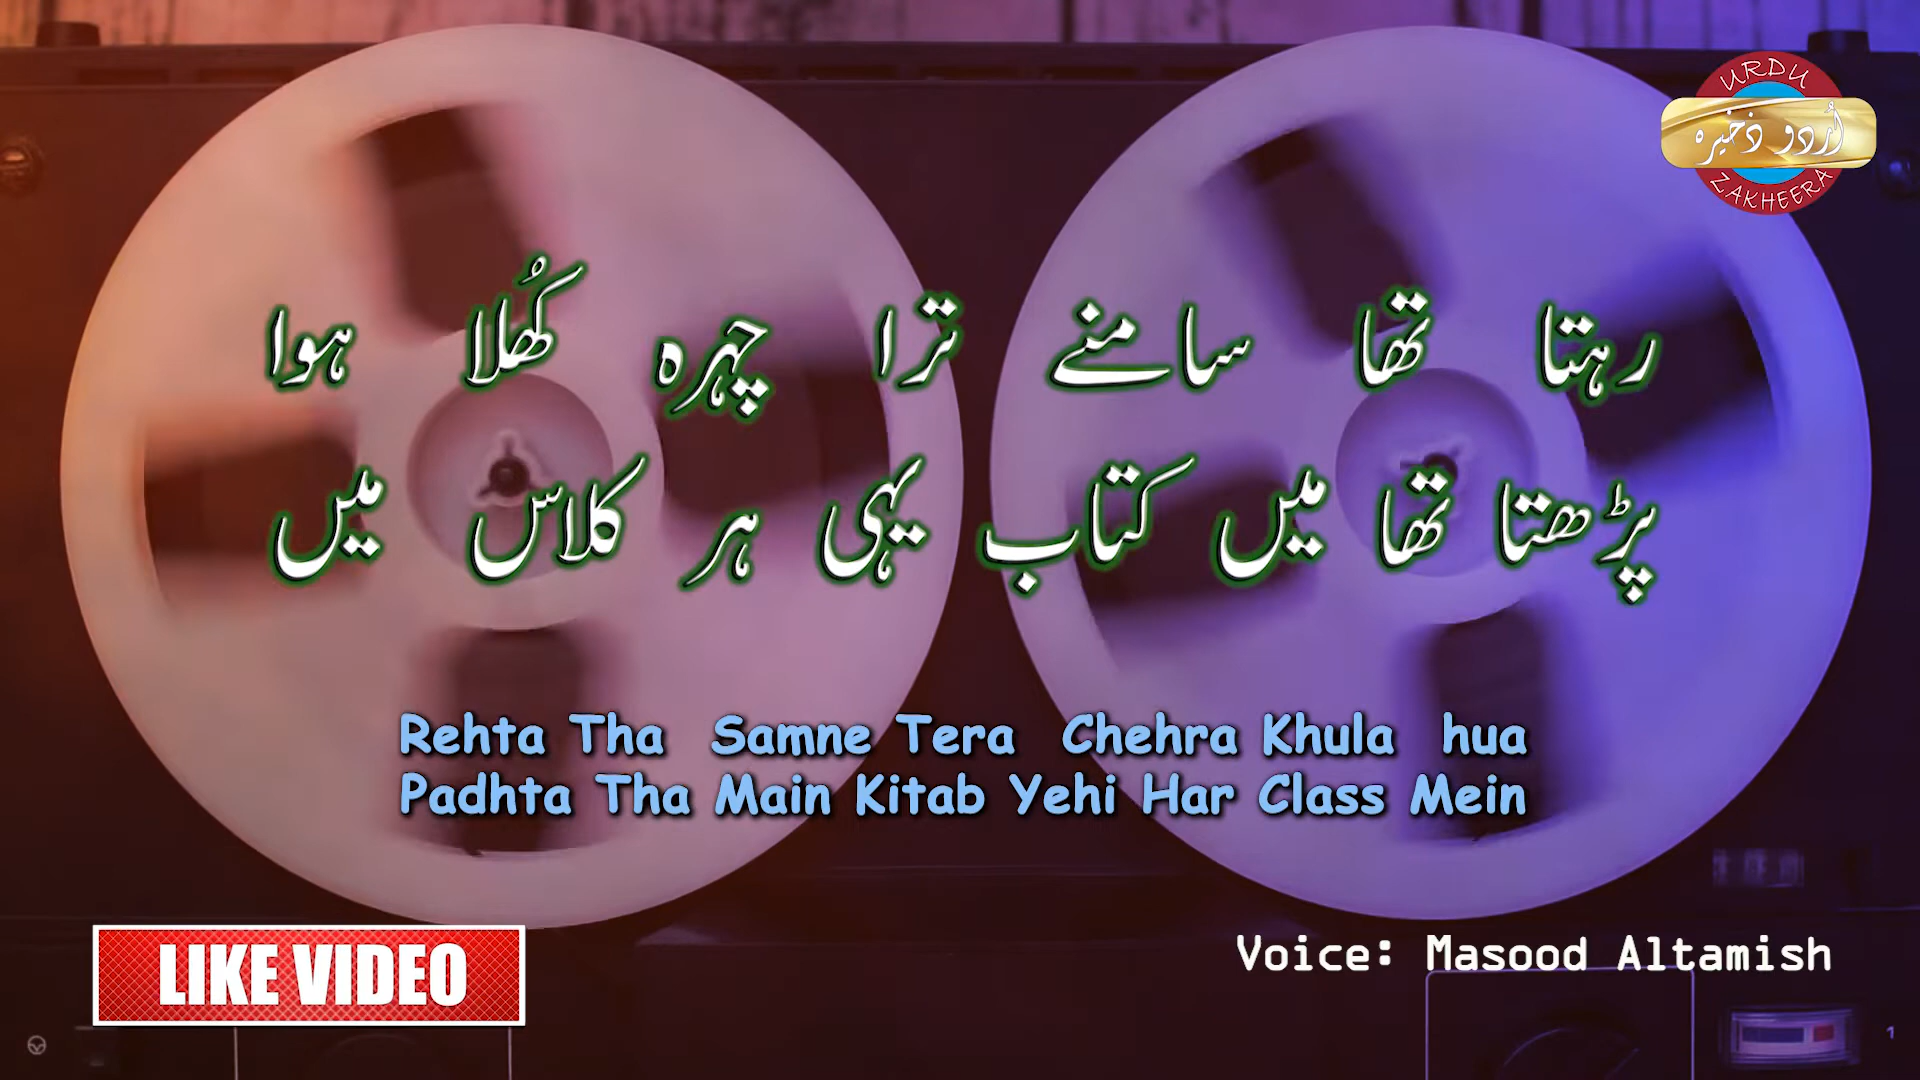 URDU
اُردو ذخیرہ
ZAKHEERA
رہتا تھا سامنے ترا چہرہ کھُلا ہوا
پڑھتا تھا میں کتاب یہی ہر کلاس میں
Rehta Tha Samne Tera Chehra Khula hua
Padhta Tha Main Kitab Yehi Har Class Mein
LIKE VIDEO
Voice: Masood Altamish
1